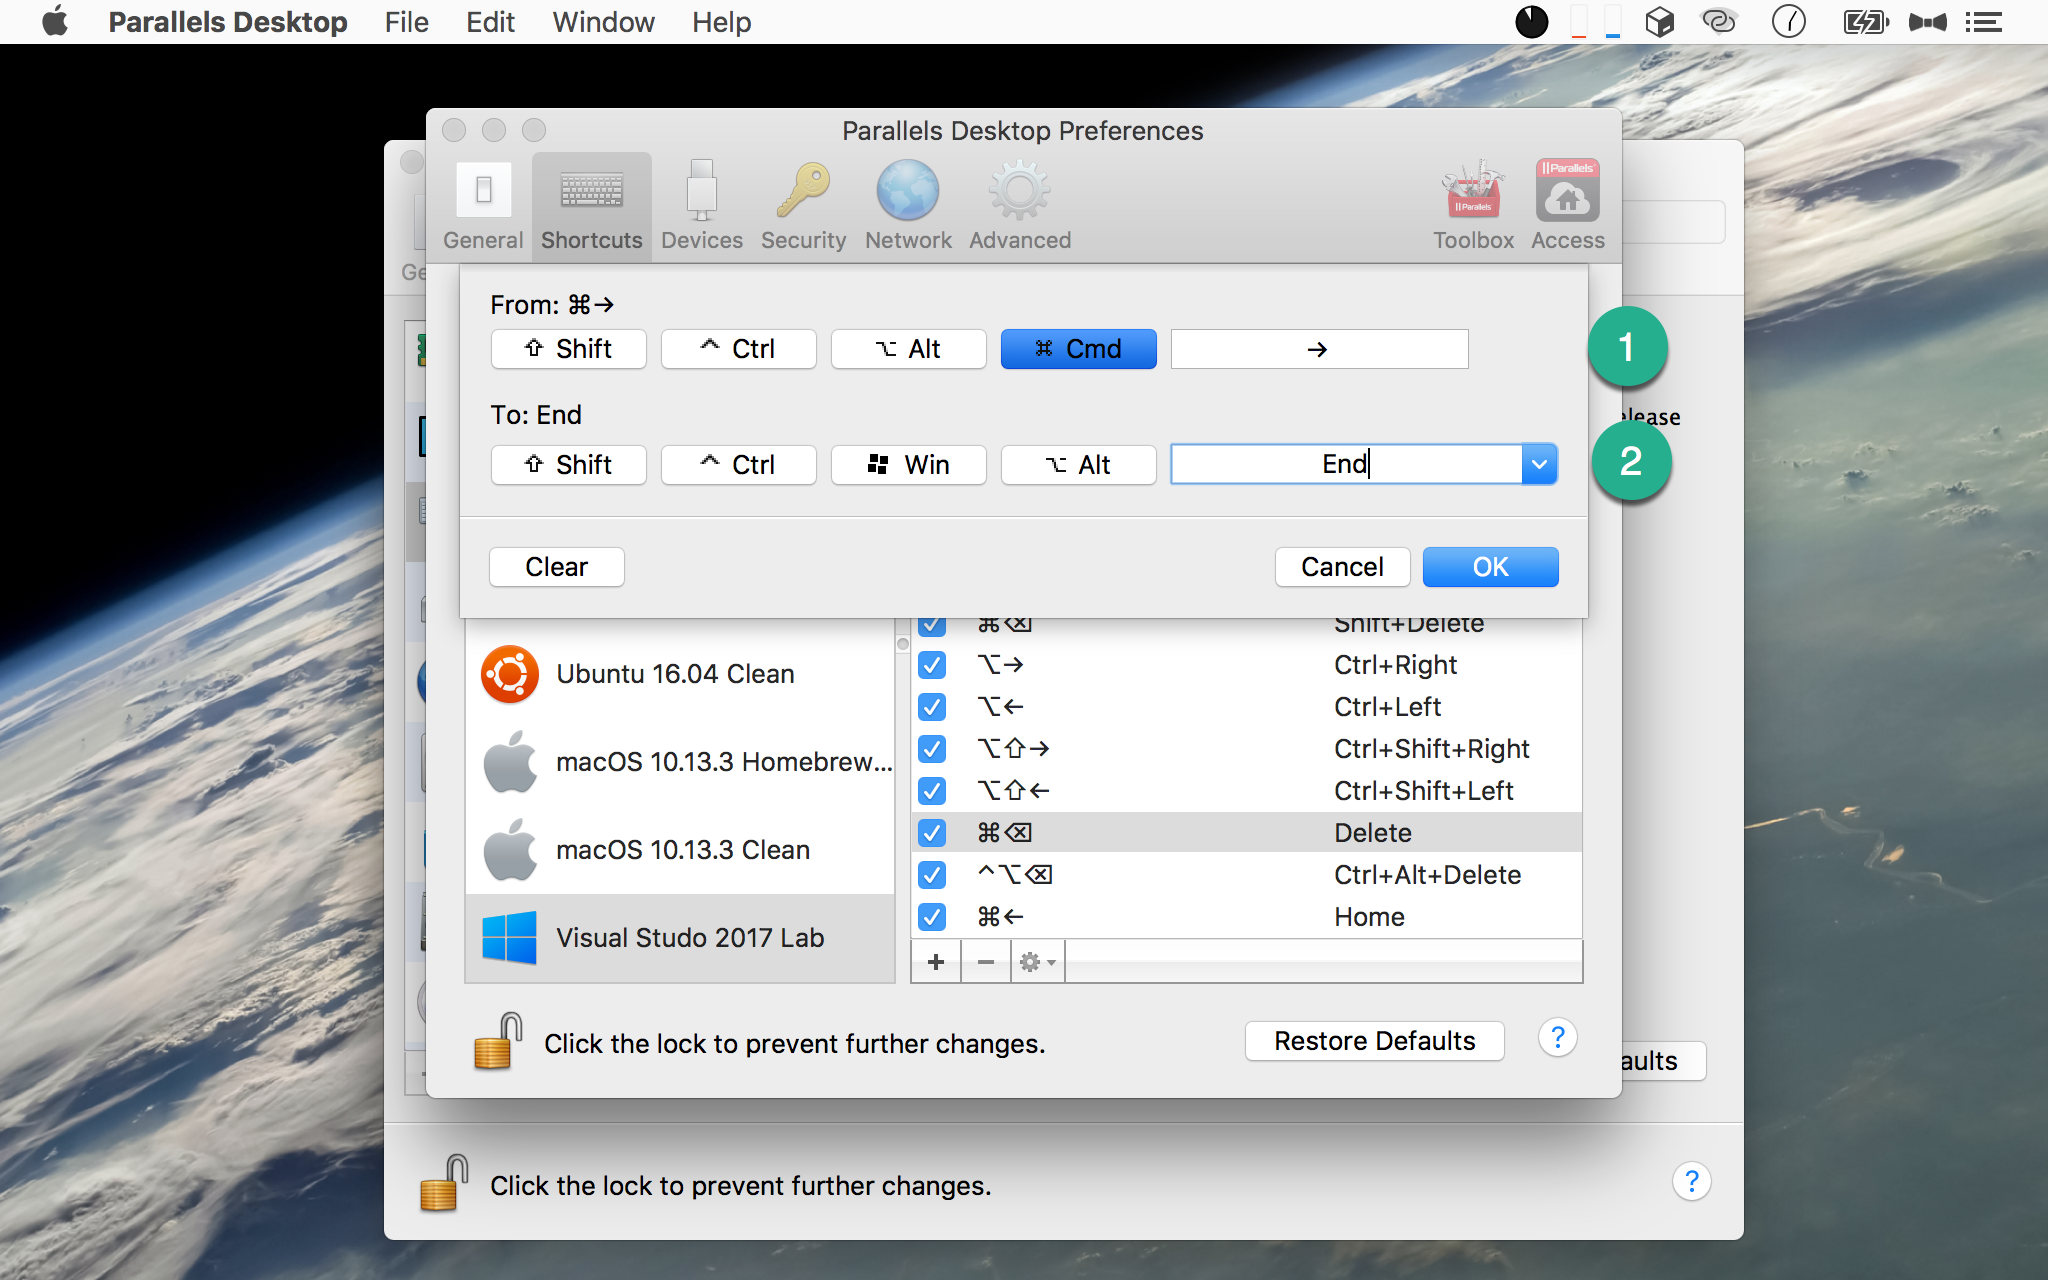 Parallels Desktop File Edit Window Help
Parallels Desktop Preferences
General Shortcuts Devices Security Network Advanced Toolbox Access
|| Parallels
|| Parallels
Ge
From: ⌘→
⇧ Shift ^ Ctrl ⌥ Alt ⌘ Cmd →
1
To: End
elease
⇧ Shift ^ Ctrl Win ⌥ Alt End
2
Clear Cancel OK
⌘⌫ Shift+Delete
Ubuntu 16.04 Clean
⌥→ Ctrl+Right
⌥← Ctrl+Left
macOS 10.13.3 Homebrew...
⌥⇧→ Ctrl+Shift+Right
⌥⇧← Ctrl+Shift+Left
macOS 10.13.3 Clean
⌘⌫ Delete
^⌥⌫ Ctrl+Alt+Delete
Visual Studo 2017 Lab
⌘← Home
+ −
Click the lock to prevent further changes. Restore Defaults ?
aults
Click the lock to prevent further changes. ?